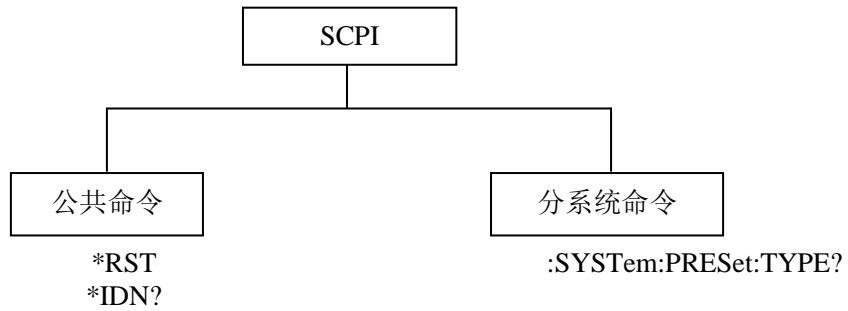 SCPI
公共命令
分系统命令
*RST
:SYSTem:PRESet:TYPE?
*IDN?